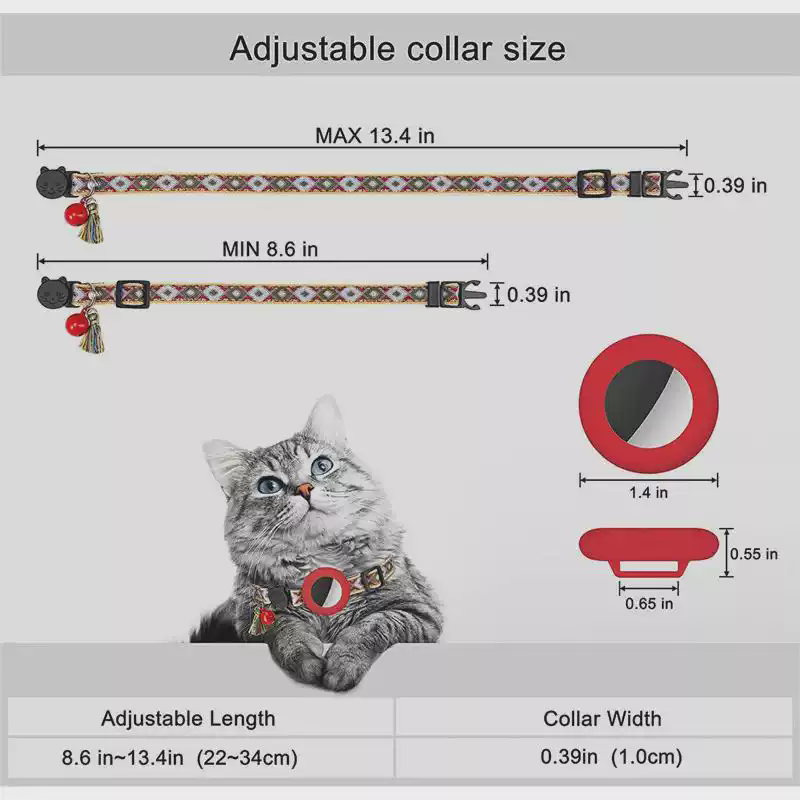 Adjustable collar size
MAX 13.4 in
0.39 in
MIN 8.6 in
0.39 in
1.4 in
0.55 in
0.65 in
Adjustable Length
Collar Width
8.6 in~13.4in (22~34cm)
0.39in (1.0cm)